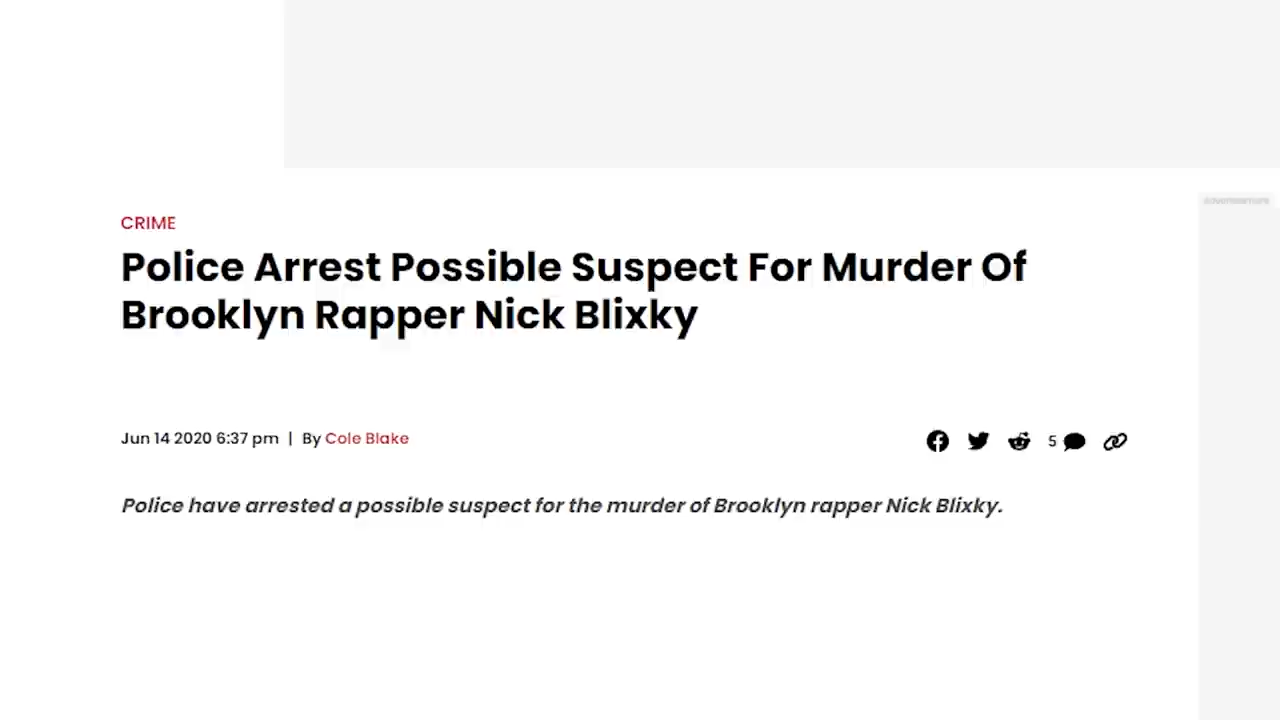 ADVERTISEMENT
CRIME
Police Arrest Possible Suspect For Murder Of
Brooklyn Rapper Nick Blixky
Jun 14 2020 6:37 pm | By Cole Blake
5
Police have arrested a possible suspect for the murder of Brooklyn rapper Nick Blixky.